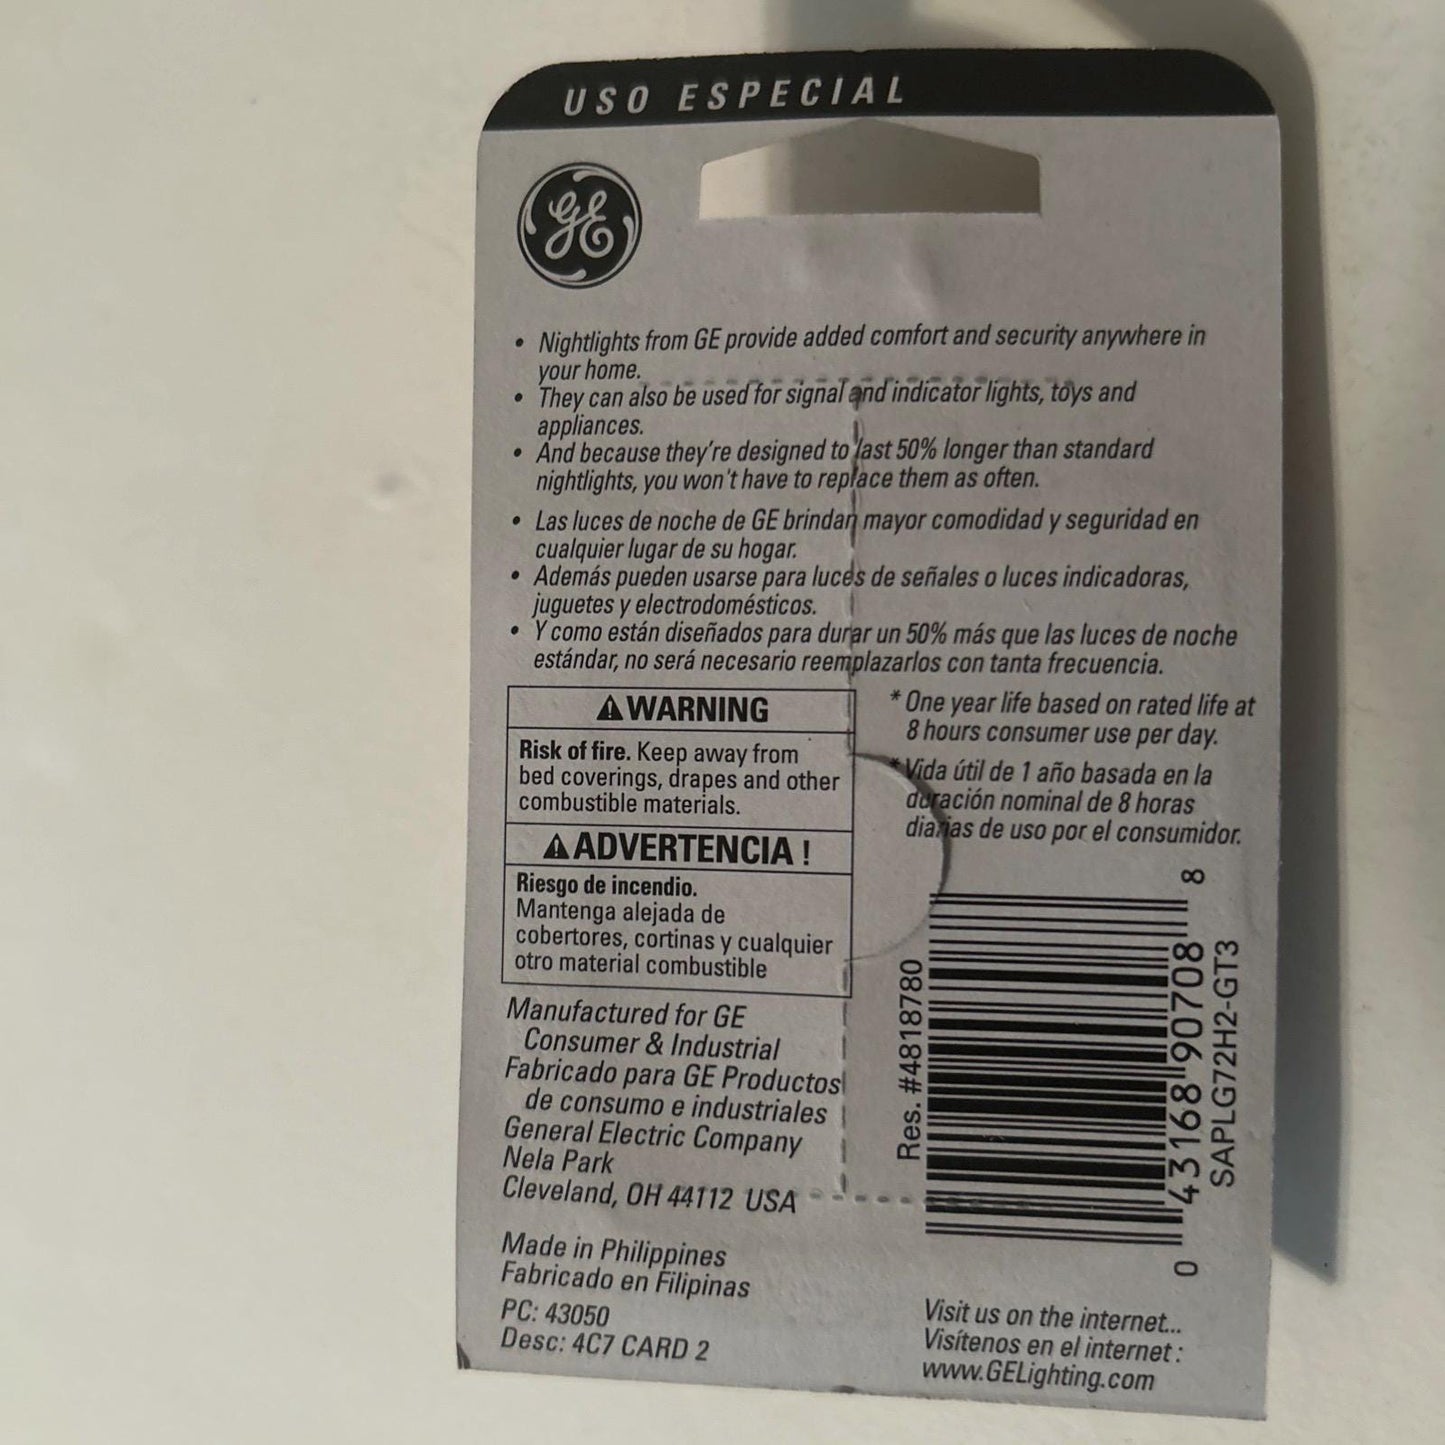 USO ESPECIAL
GE
• Nightlights from GE provide added comfort and security anywhere in
your home.
• They can also be used for signal and indicator lights, toys and
appliances.
• And because they're designed to last 50% longer than standard
nightlights, you won't have to replace them as often.
• Las luces de noche de GE brindan mayor comodidad y seguridad en
cualquier lugar de su hogar.
• Además pueden usarse para luces de señales o luces indicadoras,
juguetes y electrodomésticos.
• Y como están diseñados para durar un 50% más que las luces de noche
estándar, no será necesario reemplazarlos con tanta frecuencia.
⚠WARNING
Risk of fire. Keep away from
bed coverings, drapes and other
combustible materials.
⚠ADVERTENCIA !
Riesgo de incendio.
Mantenga alejada de
cobertores, cortinas y cualquier
otro material combustible
* One year life based on rated life at
8 hours consumer use per day.
* Vida útil de 1 año basada en la
duración nominal de 8 horas
diarias de uso por el consumidor.
Manufactured for GE
Consumer & Industrial
Fabricado para GE Productos
de consumo e industriales
General Electric Company
Nela Park
Cleveland, OH 44112 USA
Made in Philippines
Fabricado en Filipinas
PC: 43050
Desc: 4C7 CARD 2
Res. #4818780
0 43168 90708 8
SAPLG72H2-GT3
Visit us on the internet...
Visítenos en el internet :
www.GELighting.com